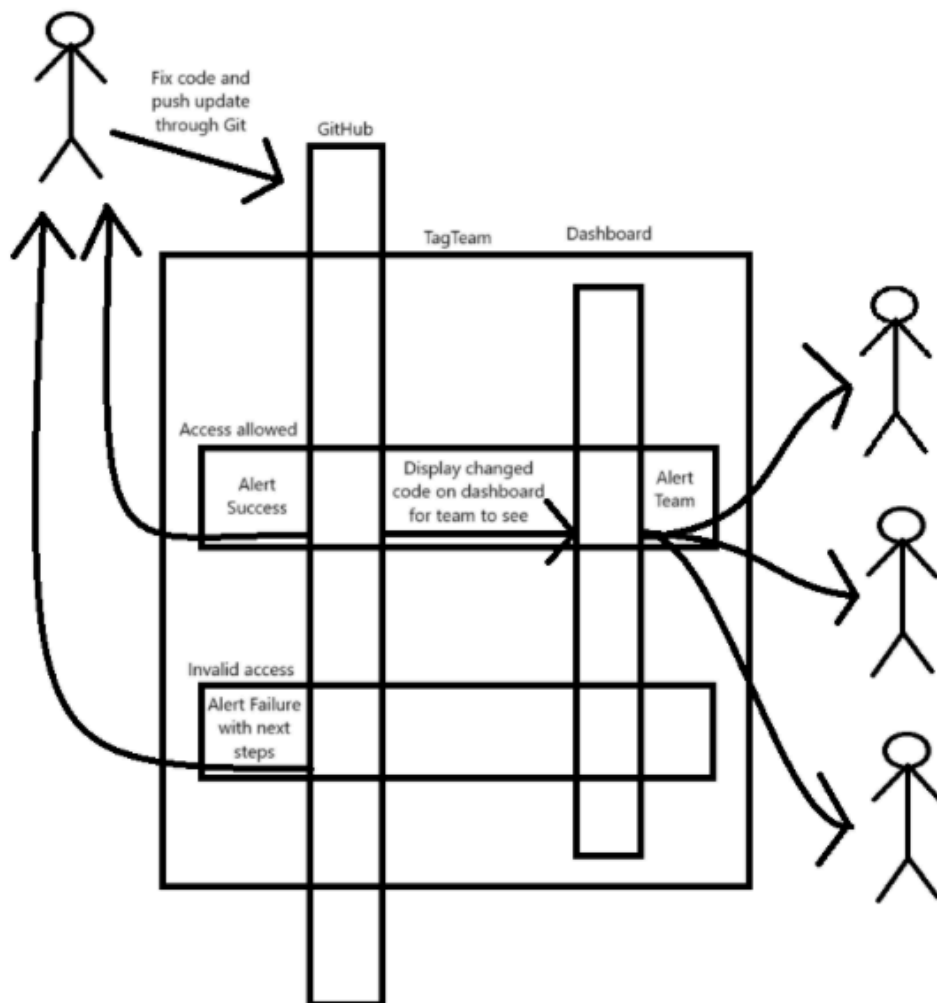 Fix code and
push update
through Git
GitHub
TagTeam
Dashboard
Access allowed
Alert
Success
Display changed
code on dashboard
for team to see
Alert
Team
Invalid access
Alert Failure
with next
steps